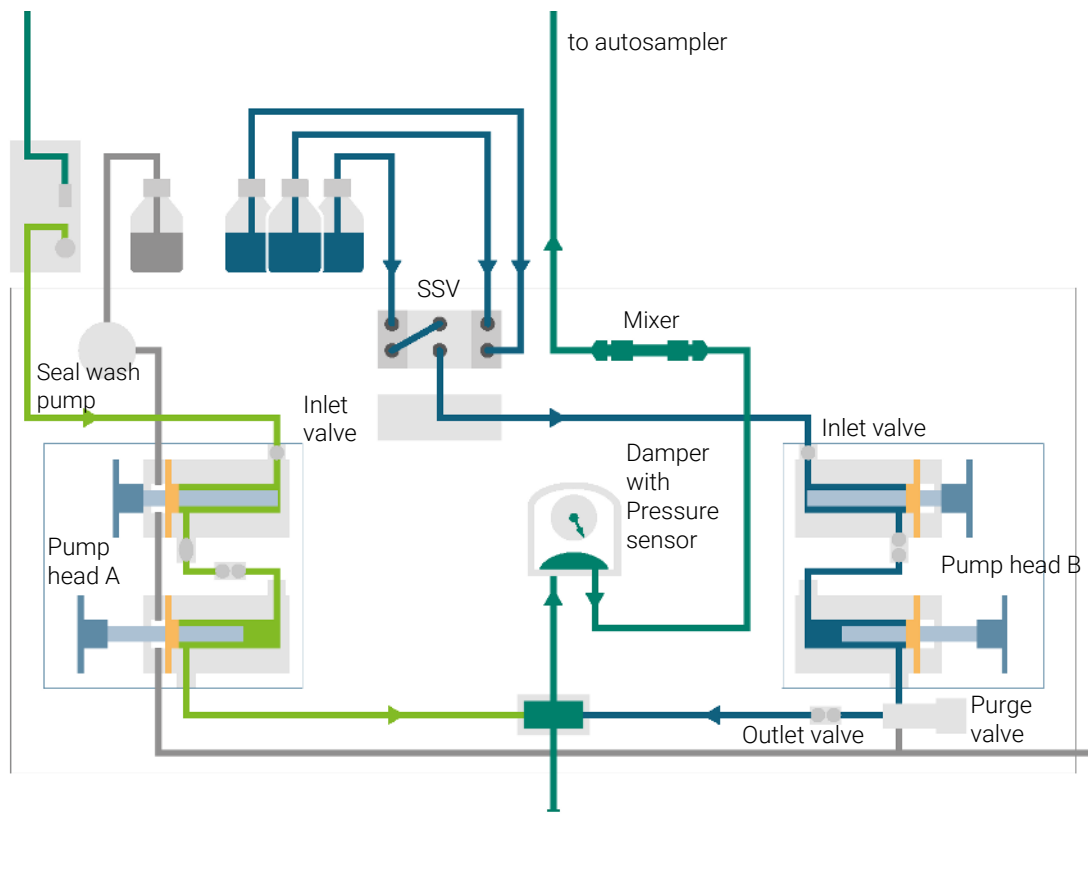 to autosampler
SSV
Mixer
Seal wash
pump
Inlet
valve
Inlet valve
Damper
with
Pressure
sensor
Pump
head A
Pump head B
Purge
valve
Outlet valve